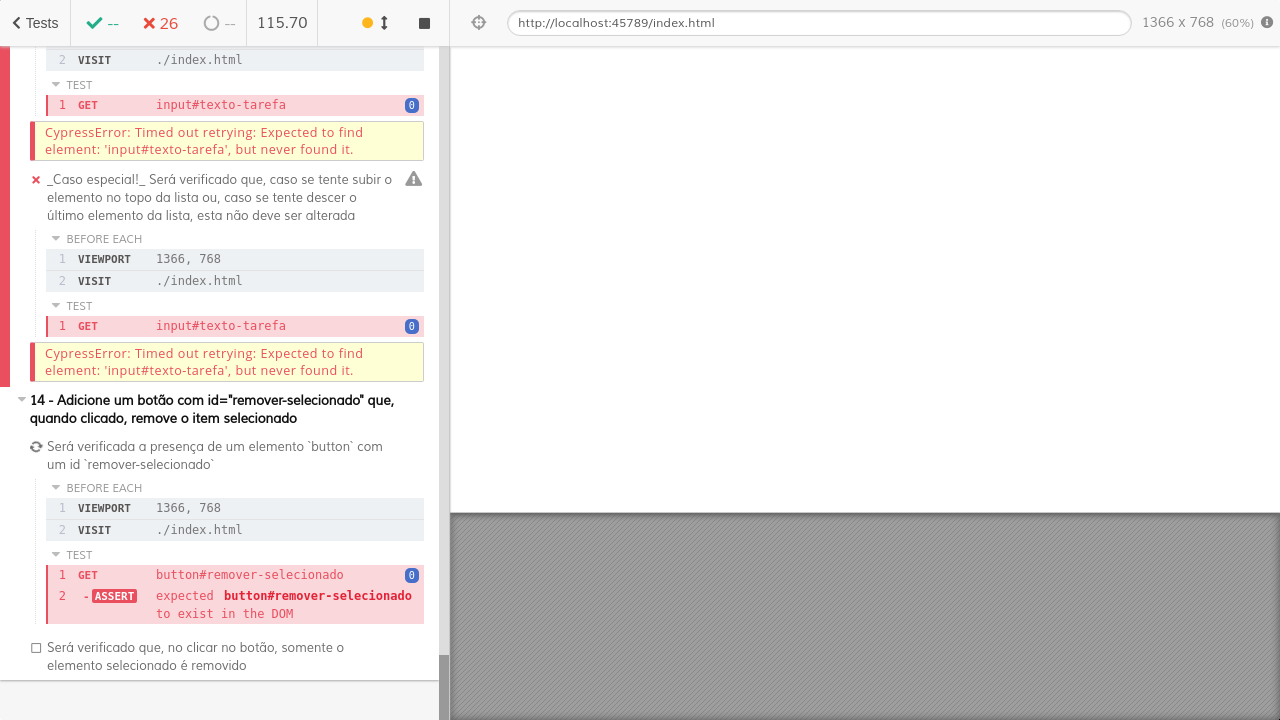 Tests
--
26
--
115.70
http://localhost:45789/index.html
1366 x 768 (60%)
2 VISIT ./index.html
TEST
1 GET input#texto-tarefa 0
CypressError: Timed out retrying: Expected to find
element: 'input#texto-tarefa', but never found it.
_Caso especial!_ Será verificado que, caso se tente subir o
elemento no topo da lista ou, caso se tente descer o
último elemento da lista, esta não deve ser alterada
BEFORE EACH
1 VIEWPORT 1366, 768
2 VISIT ./index.html
TEST
1 GET input#texto-tarefa 0
CypressError: Timed out retrying: Expected to find
element: 'input#texto-tarefa', but never found it.
14 - Adicione um botão com id="remover-selecionado" que,
quando clicado, remove o item selecionado
Será verificada a presença de um elemento `button` com
um id `remover-selecionado`
BEFORE EACH
1 VIEWPORT 1366, 768
2 VISIT ./index.html
TEST
1 GET button#remover-selecionado 0
2 -ASSERT expected button#remover-selecionado
to exist in the DOM
Será verificado que, no clicar no botão, somente o
elemento selecionado é removido